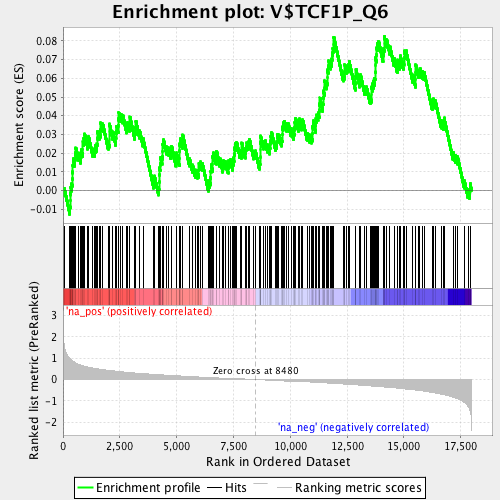 Enrichment plot: V$TCF1P_Q6
Enrichment score (ES)
0.08
0.07
0.06
0.05
0.04
0.03
0.02
0.01
0.00
-0.01
'na_pos' (positively correlated)
Ranked list metric (PreRanked)
3
2
1
0
-1
-2
Zero cross at 8480
'na_neg' (negatively correlated)
0
2,500
5,000
7,500
10,000
12,500
15,000
17,500
Rank in Ordered Dataset
Enrichment profile
Hits
Ranking metric scores